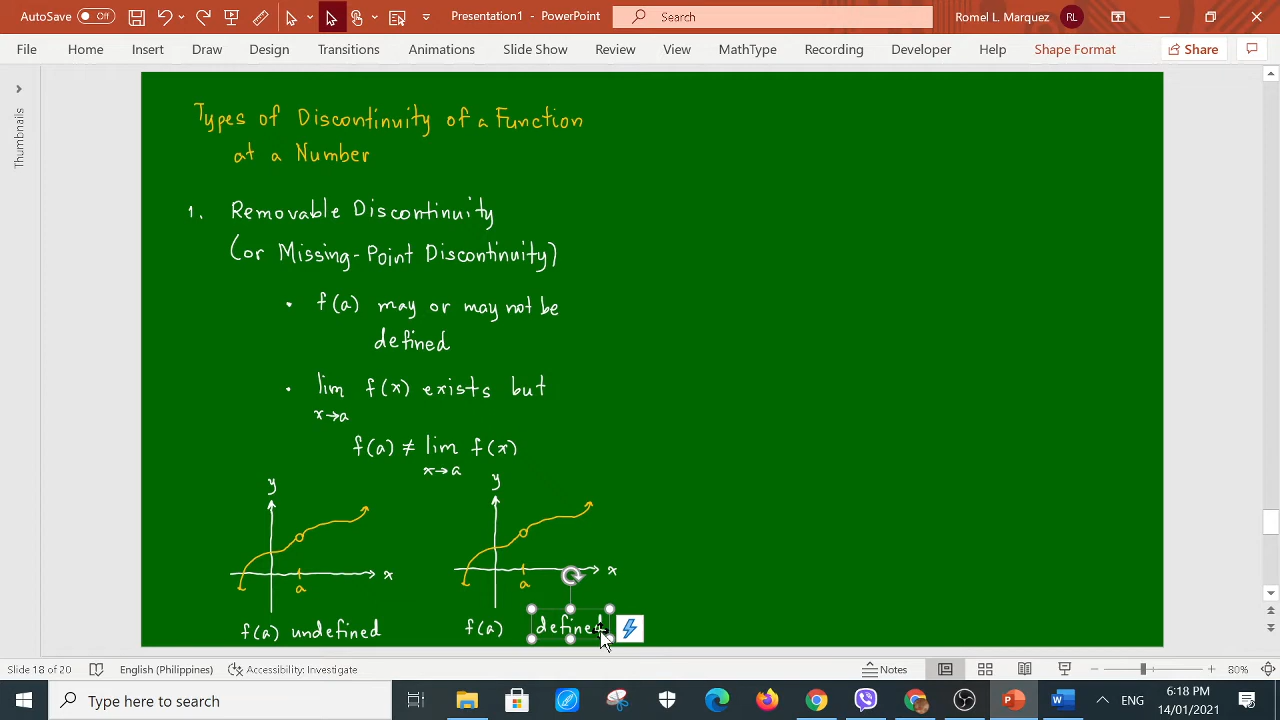 AutoSave Off Presentation1 - PowerPoint Search Romel L. Marquez RL
File Home Insert Draw Design Transitions Animations Slide Show Review View MathType Recording Developer Help Shape Format Share
Thumbnails
Types of Discontinuity of a Function
at a Number
1. Removable Discontinuity
(or Missing-Point Discontinuity)
• f(a) may or may not be
defined
• lim f(x) exists but
x→a
f(a) ≠ lim f(x)
x→a
y y
x x
a a
f(a) undefined f(a) defined
Slide 18 of 20 English (Philippines) Accessibility: Investigate Notes 80%
Type here to search ENG 6:18 PM
14/01/2021